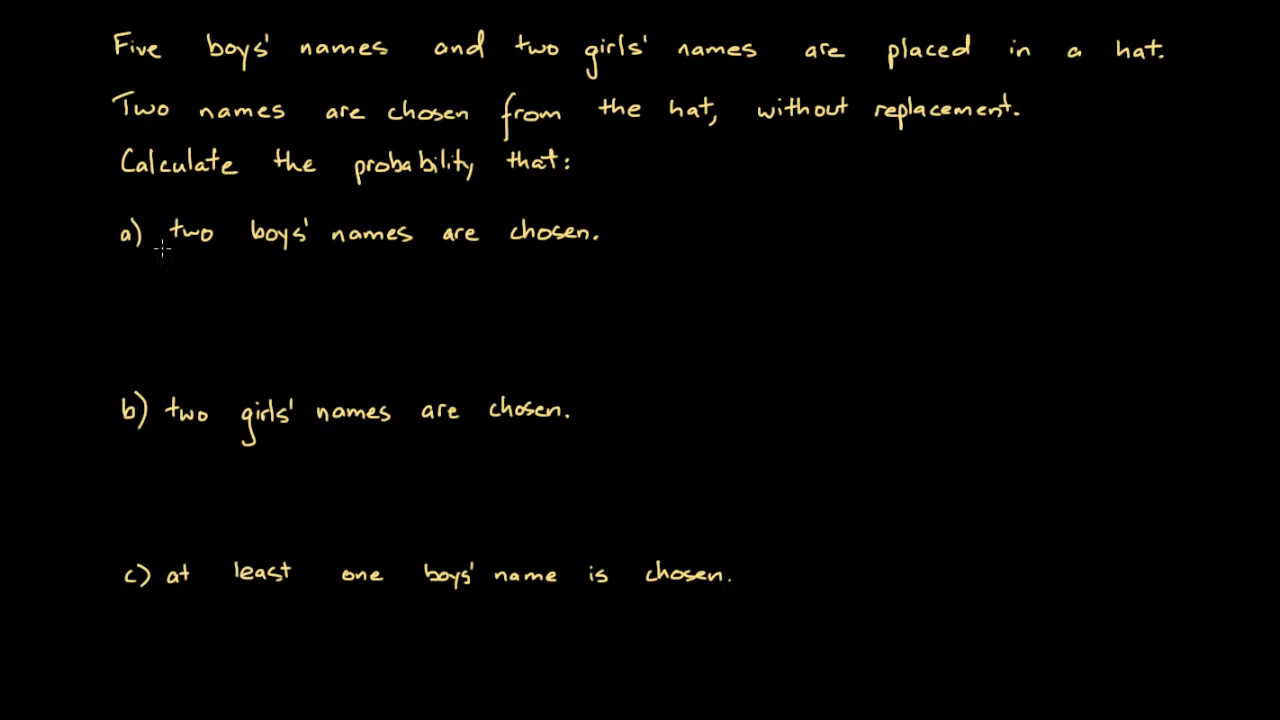 Five boys' names and two girls' names are placed in a hat.
Two names are chosen from the hat, without replacement.
Calculate the probability that:
a) two boys' names are chosen.
b) two girls' names are chosen.
c) at least one boys' name is chosen.